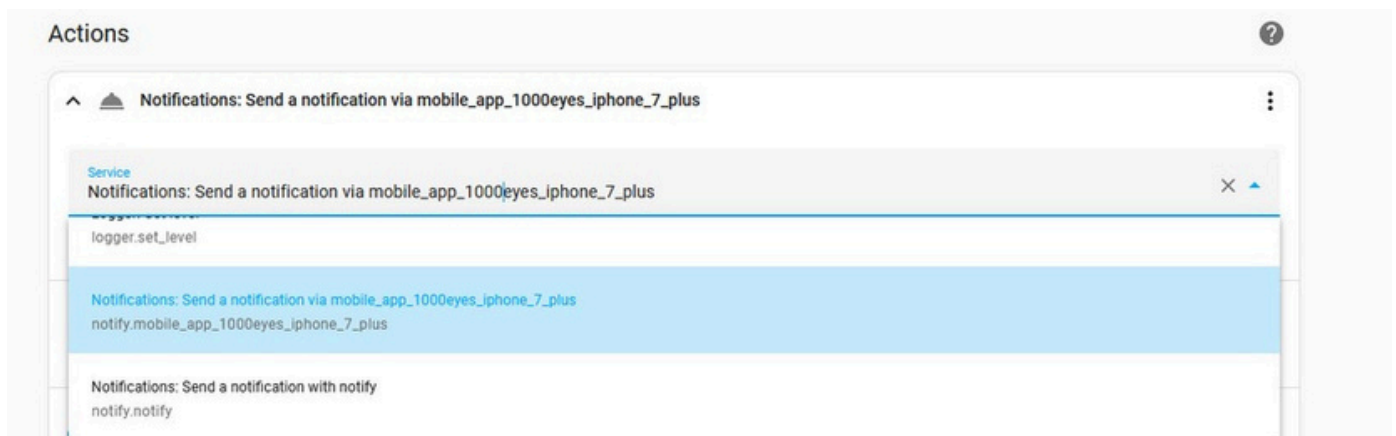 Actions
Notifications: Send a notification via mobile_app_1000eyes_iphone_7_plus
Service
Notifications: Send a notification via mobile_app_1000eyes_iphone_7_plus
logger.set_level
Notifications: Send a notification via mobile_app_1000eyes_iphone_7_plus
notify.mobile_app_1000eyes_iphone_7_plus
Notifications: Send a notification with notify
notify.notify